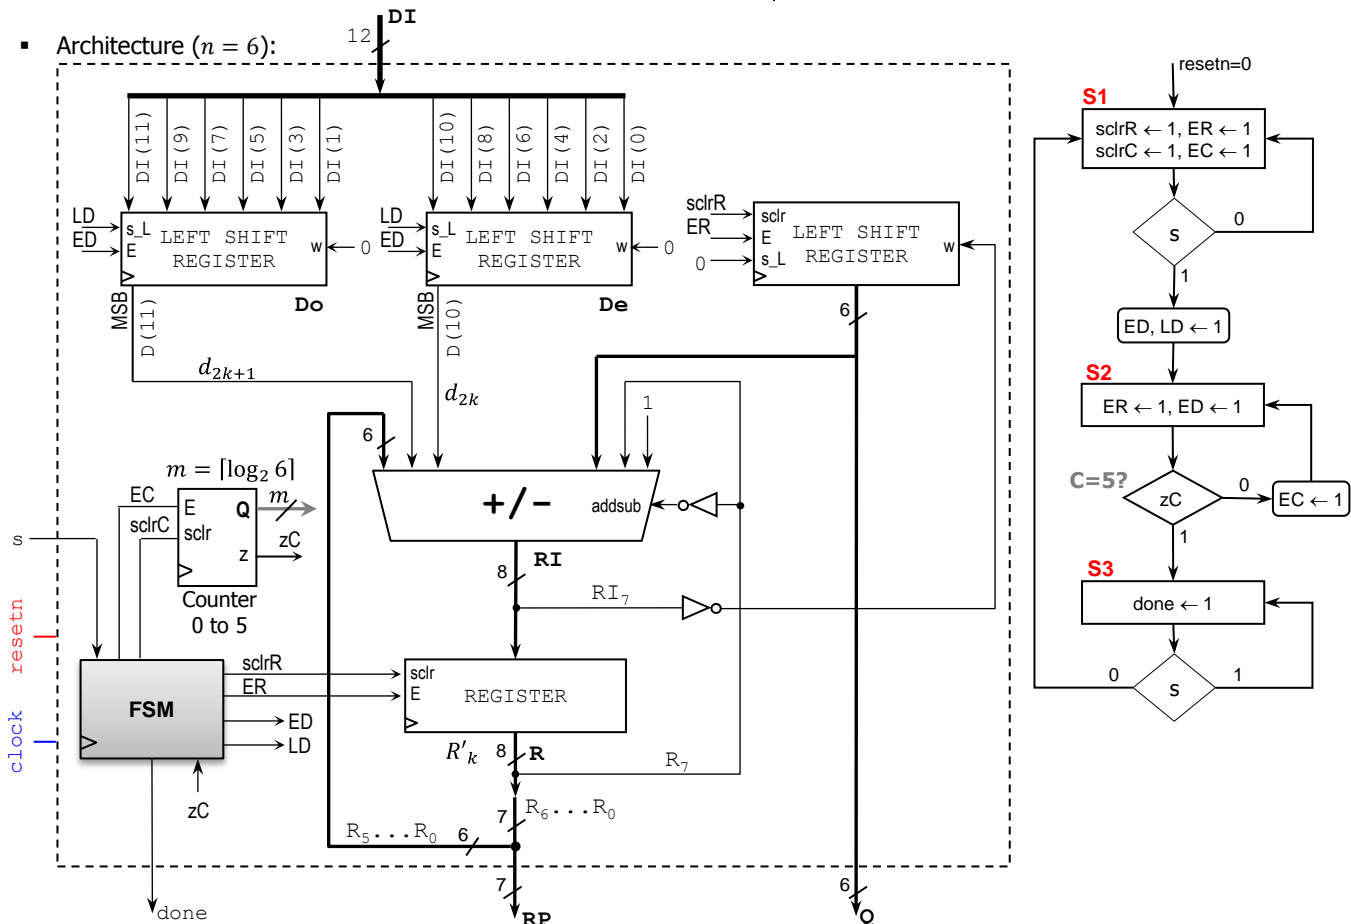 DI
▪ Architecture (n = 6):
12
DI(11)
DI(9)
DI(7)
DI(5)
DI(3)
DI(1)
DI(10)
DI(8)
DI(6)
DI(4)
DI(2)
DI(0)
LD
ED
s_L
E
LEFT SHIFT
REGISTER
w
0
Do
MSB
D(11)
LD
ED
s_L
E
LEFT SHIFT
REGISTER
w
0
De
MSB
D(10)
sclrR
ER
0
sclr
E
s_L
LEFT SHIFT
REGISTER
w
6
d2k+1
d2k
1
6
+/-
addsub
m = ⌈log2 6⌉
EC
sclrC
E
sclr
Q
m
z
zC
Counter
0 to 5
RI
8
RI7
s
resetn
clock
FSM
sclrR
ER
ED
LD
zC
done
sclr
E
REGISTER
R'k
8
R
R7
7
R6...R0
R5...R0
6
7
RP
6
Q
resetn=0
S1
sclrR ← 1, ER ← 1
sclrC ← 1, EC ← 1
s
0
1
ED, LD ← 1
S2
ER ← 1, ED ← 1
C=5?
zC
0
EC ← 1
1
S3
done ← 1
0
s
1